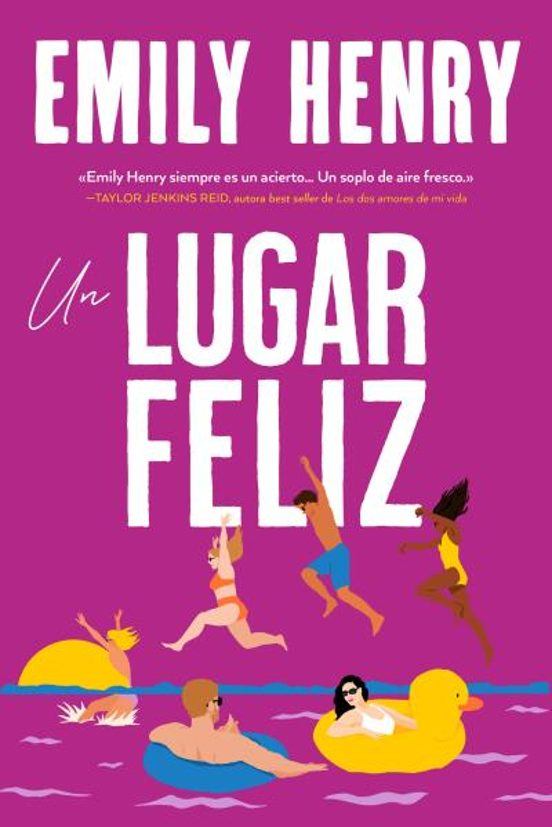 EMILY HENRY
«Emily Henry siempre es un acierto... Un soplo de aire fresco.»
—TAYLOR JENKINS REID, autora best seller de Los dos amores de mi vida
Un LUGAR
FELIZ